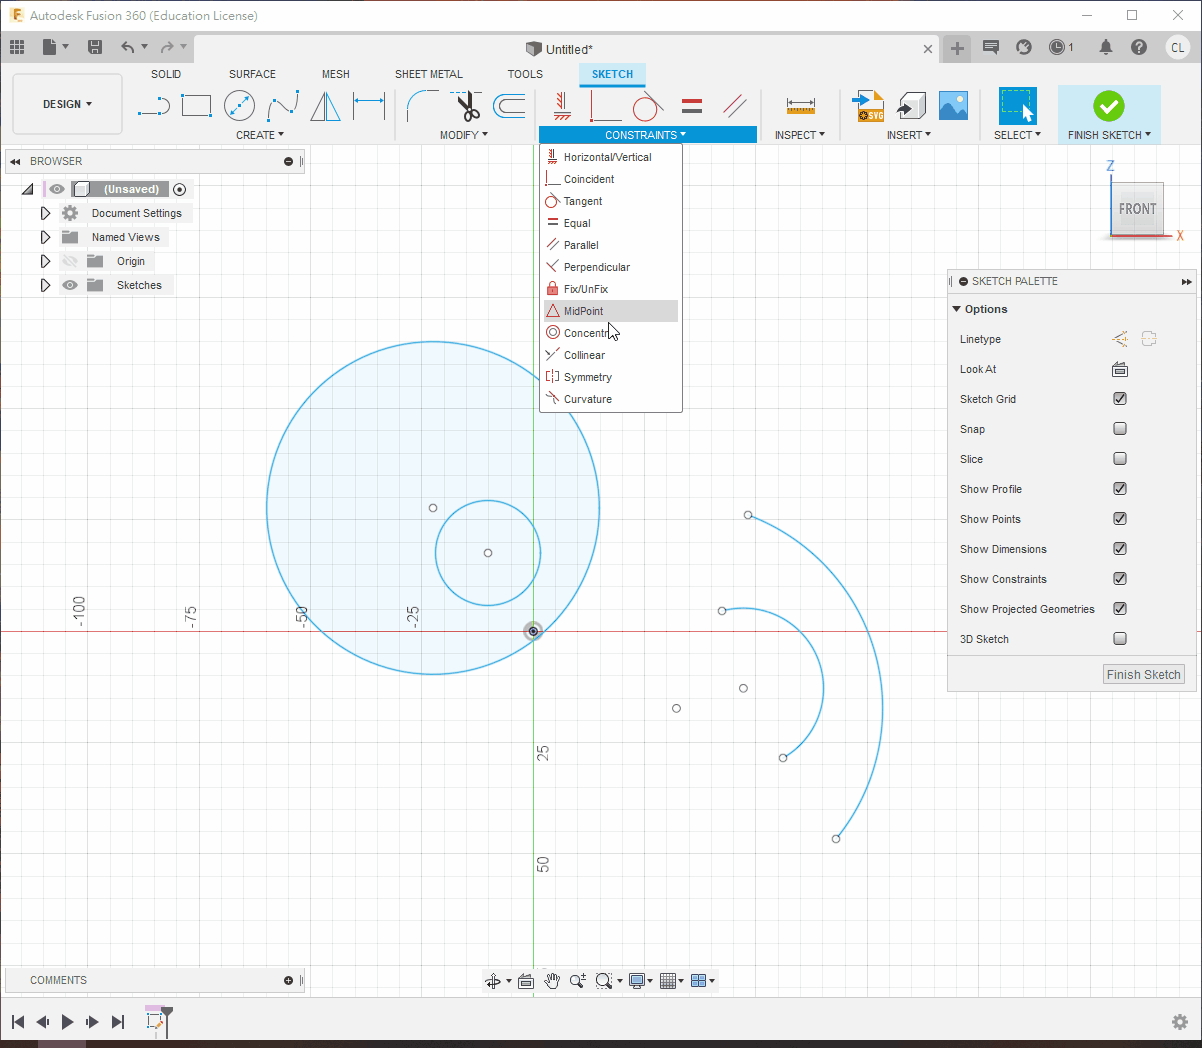 Autodesk Fusion 360 (Education License)
Untitled*
1
CL
SOLID
SURFACE
MESH
SHEET METAL
TOOLS
SKETCH
DESIGN
SVG
CREATE
MODIFY
CONSTRAINTS
INSPECT
INSERT
SELECT
FINISH SKETCH
BROWSER
(Unsaved)
Document Settings
Named Views
Origin
Sketches
Horizontal/Vertical
Coincident
Tangent
Equal
Parallel
Perpendicular
Fix/UnFix
MidPoint
Concentr
Collinear
Symmetry
Curvature
Z
FRONT
X
SKETCH PALETTE
Options
Linetype
Look At
Sketch Grid
Snap
Slice
Show Profile
Show Points
Show Dimensions
Show Constraints
Show Projected Geometries
3D Sketch
Finish Sketch
-100
-75
-50
-25
25
50
COMMENTS